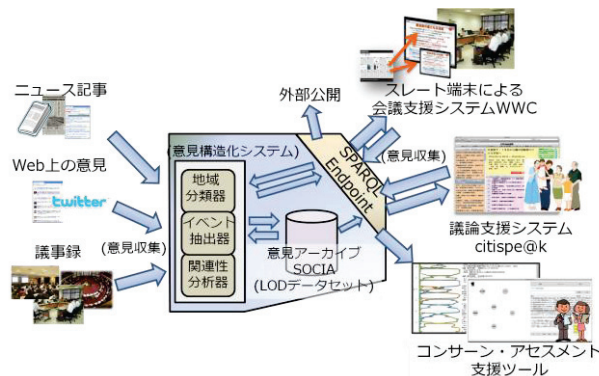 ニュース記事
Web上の意見
twitter
議事録
(意見収集)
(意見構造化システム)
地域
分類器
イベント
抽出器
関連性
分析器
意見アーカイブ
SOCIA
(LODデータセット)
SPARQL
Endpoint
外部公開
スレート端末による
会議支援システムWWC
(意見収集)
議論支援システム
citispe@k
コンサーン・アセスメント
支援ツール